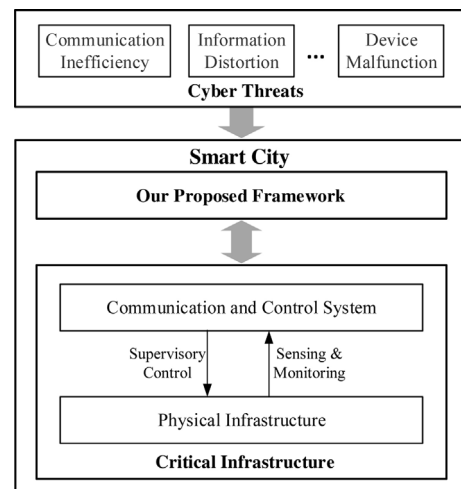 Communication Information Device
Inefficiency Distortion ... Malfunction
Cyber Threats
Smart City
Our Proposed Framework
Communication and Control System
Supervisory Sensing &
Control Monitoring
Physical Infrastructure
Critical Infrastructure